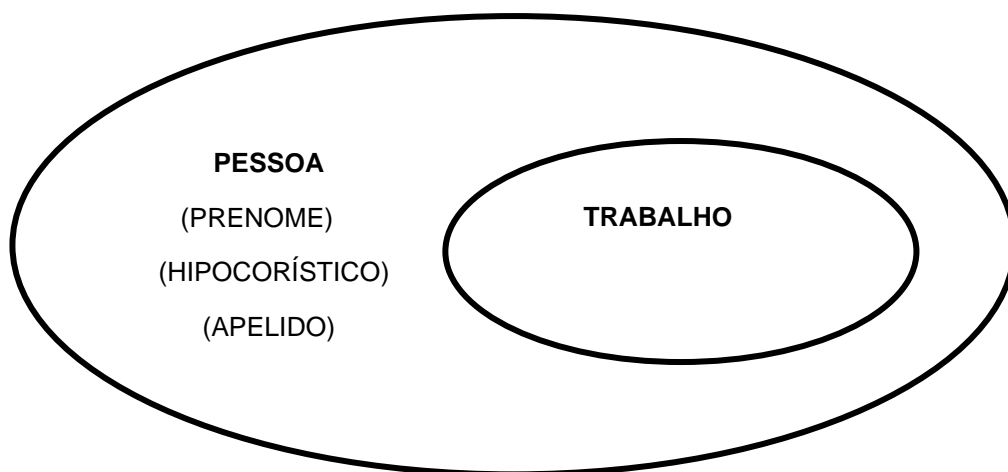 PESSOA
(PRENOME)
(HIPOCORÍSTICO)
(APELIDO)
TRABALHO